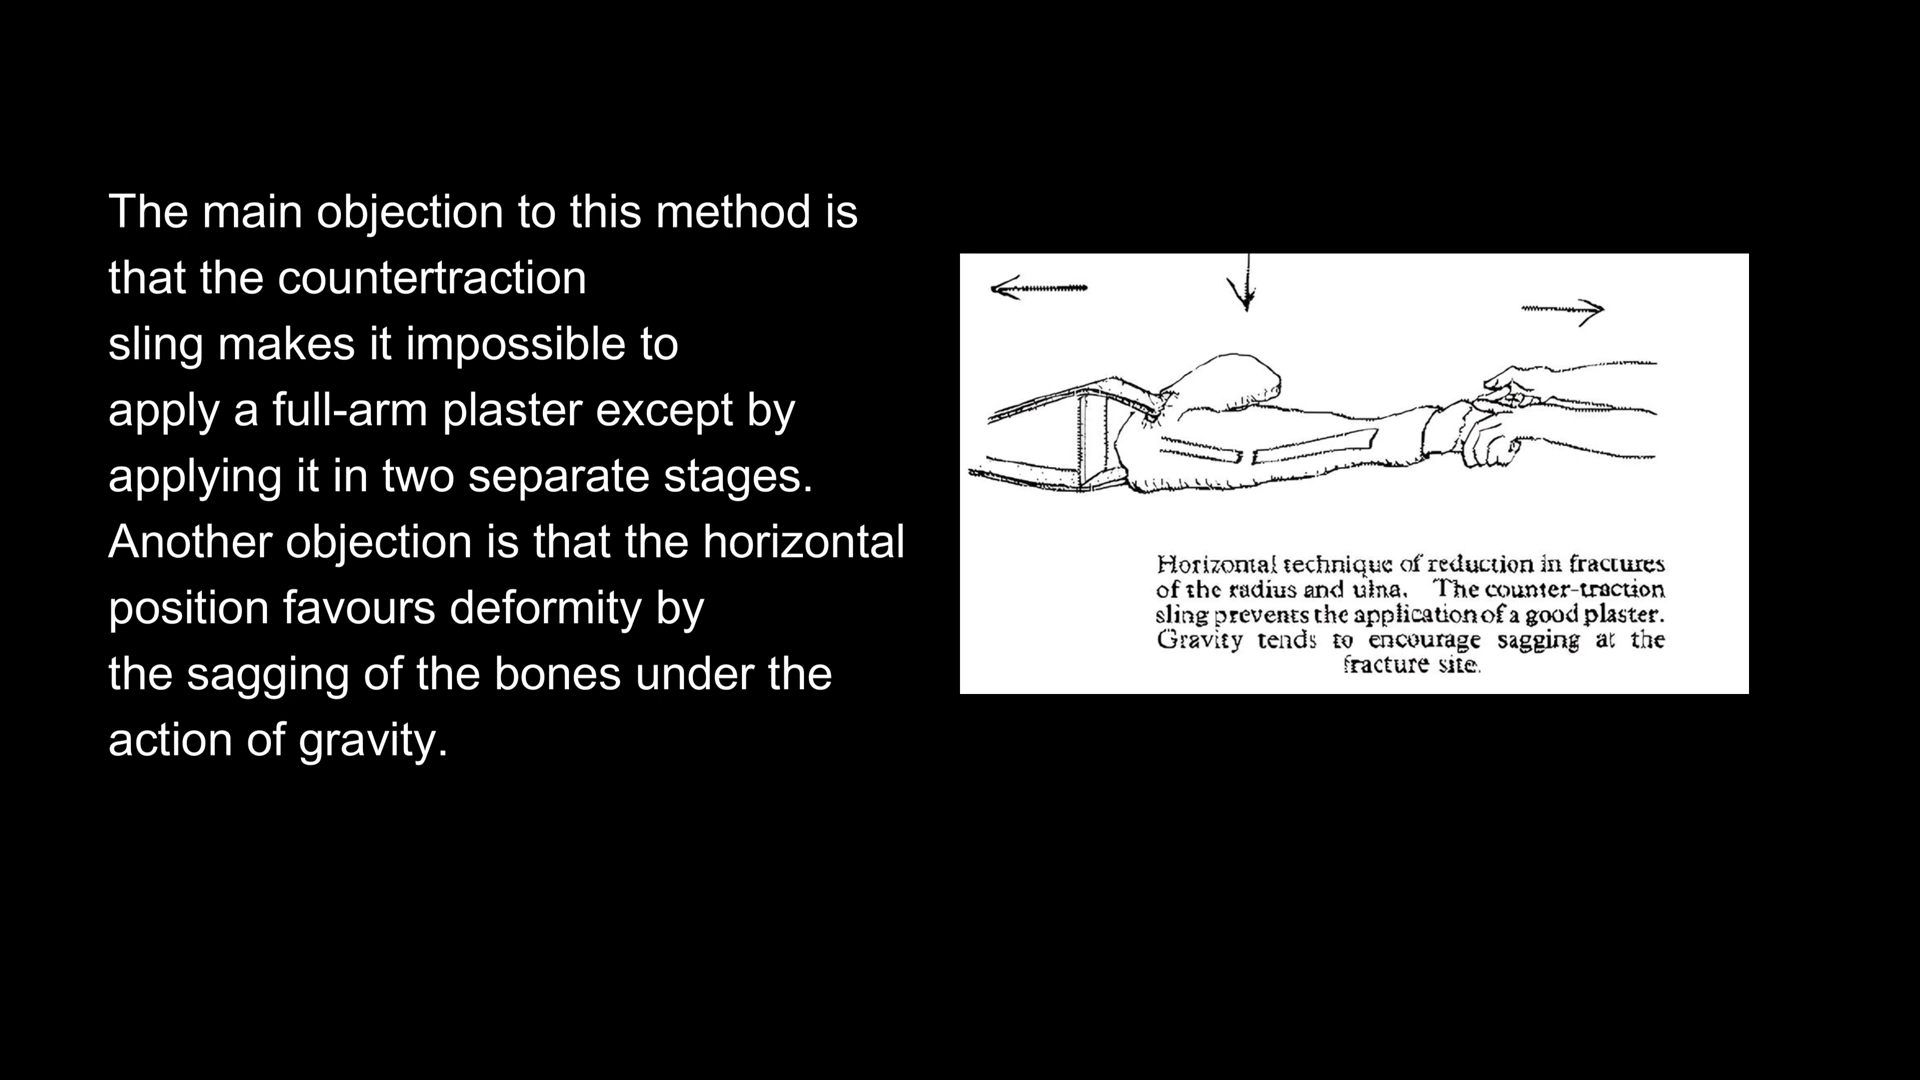 The main objection to this method is
that the countertraction
sling makes it impossible to
apply a full-arm plaster except by
applying it in two separate stages.
Another objection is that the horizontal
position favours deformity by
the sagging of the bones under the
action of gravity.
Horizontal technique of reduction in fractures
of the radius and ulna. The counter-traction
sling prevents the application of a good plaster.
Gravity tends to encourage sagging at the
fracture site.